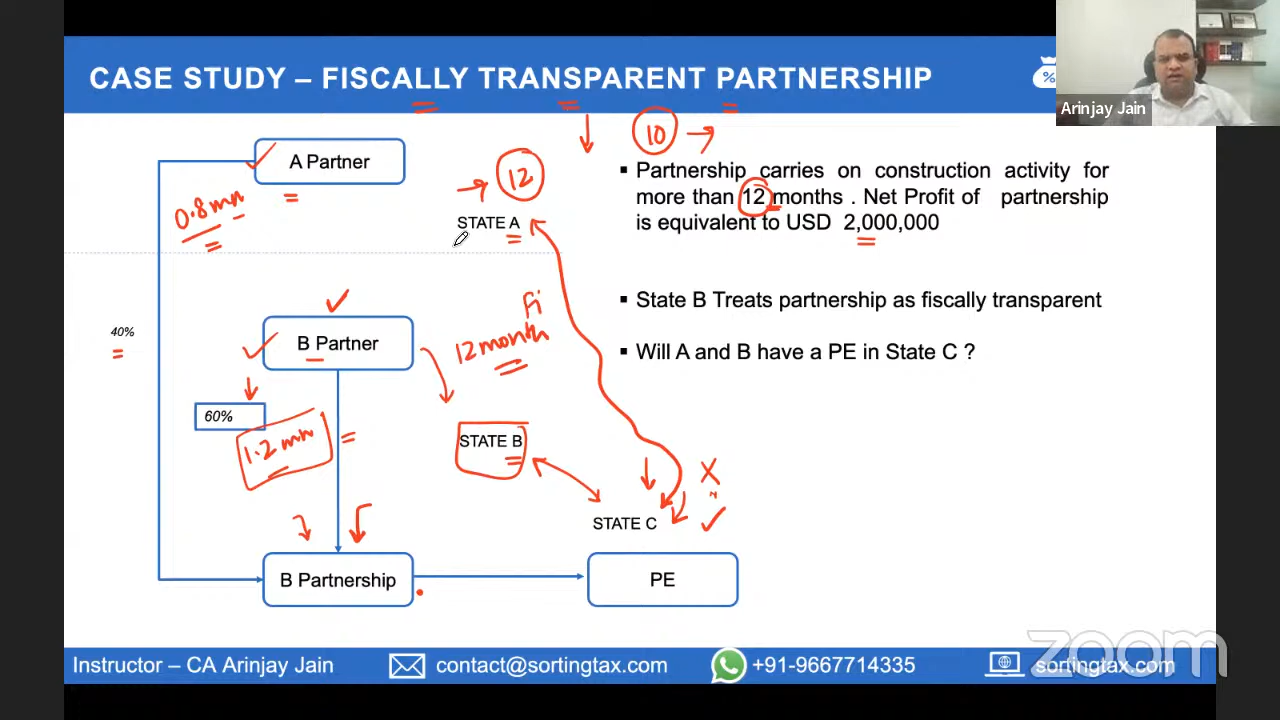 CASE STUDY – FISCALLY TRANSPARENT PARTNERSHIP
%
Arinjay Jain
10
A Partner
12
0.8mn
STATE A
▪ Partnership carries on construction activity for
more than 12 months . Net Profit of partnership
is equivalent to USD 2,000,000
▪ State B Treats partnership as fiscally transparent
▪ Will A and B have a PE in State C ?
Fi
40%
B Partner
12 month
60%
1.2 mn
STATE B
STATE C
B Partnership
PE
zoom
Instructor – CA Arinjay Jain
contact@sortingtax.com
+91-9667714335
sortingtax.com